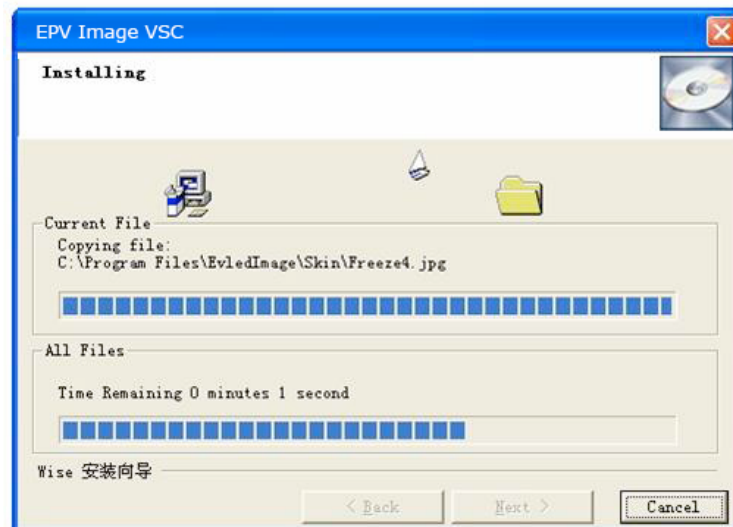 EPV Image VSC
Installing
Current File
Copying file:
C:\Program Files\EvledImage\Skin\Freeze4.jpg
All Files
Time Remaining 0 minutes 1 second
Wise 安装向导
< Back
Next >
Cancel